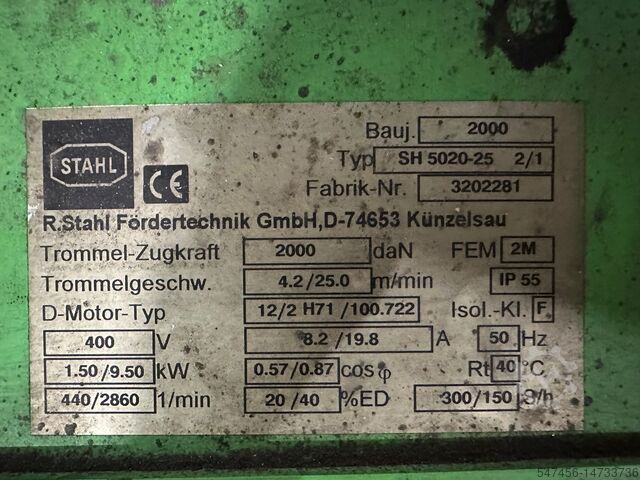 STAHL
CE
Bauj. 2000
Typ SH 5020-25 2/1
Fabrik-Nr. 3202281
R.Stahl Fördertechnik GmbH,D-74653 Künzelsau
Trommel-Zugkraft 2000 daN FEM 2M
Trommelgeschw. 4.2/25.0 m/min IP 55
D-Motor-Typ 12/2 H71/100.722 Isol.-Kl. F
400 V 8.2/19.8 A 50 Hz
1.50/9.50 kW 0.57/0.87 cosφ Rt 40 °C
440/2860 1/min 20/40 %ED 300/150 S/h
547456-14733736